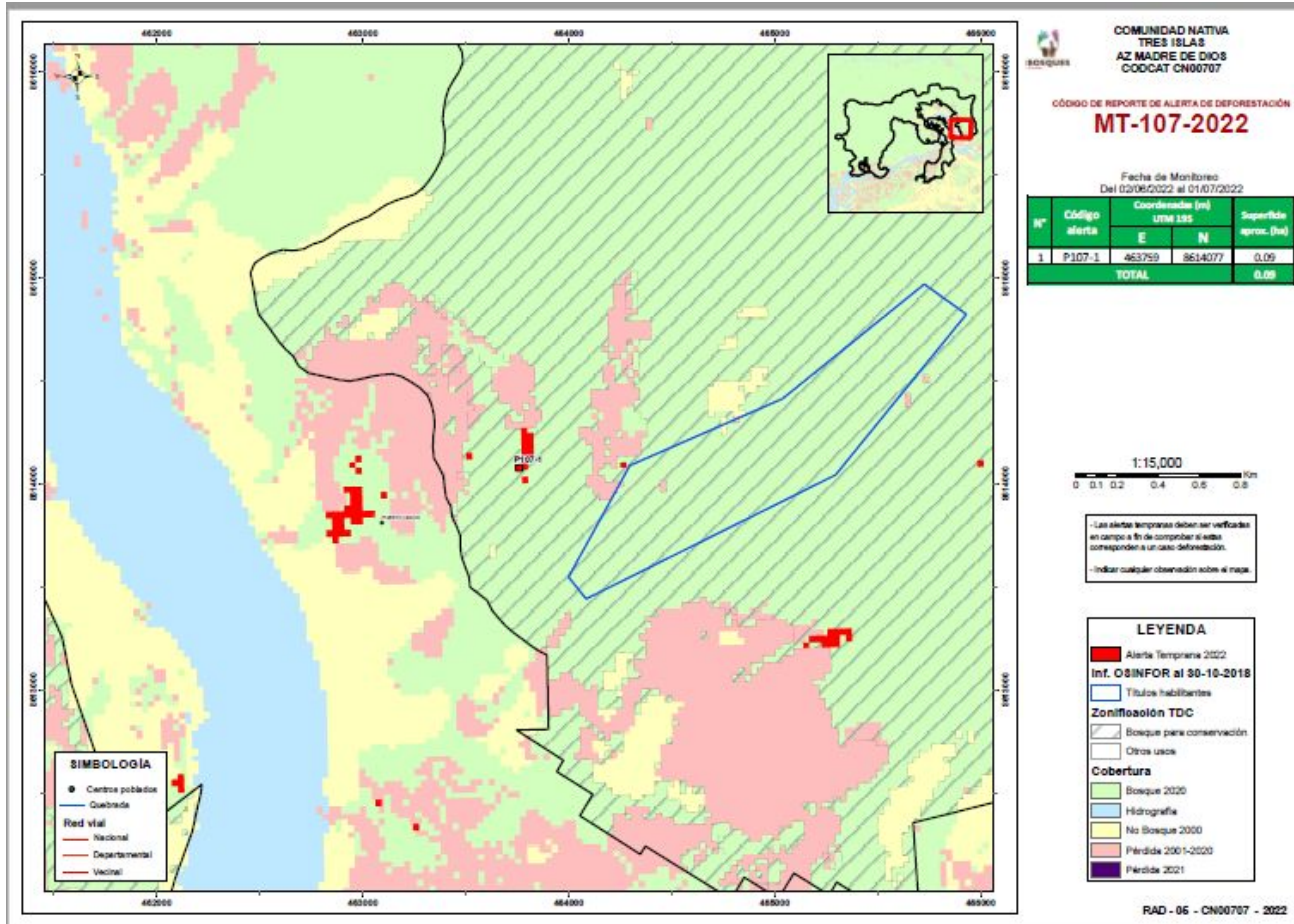 462000 463000 464000 465000 466000
BOSQUES
COMUNIDAD NATIVA
TRES ISLAS
AZ MADRE DE DIOS
CODCAT CN00707
CÓDIGO DE REPORTE DE ALERTA DE DEFORESTACIÓN
MT-107-2022
Fecha de Monitoreo
Del 02/06/2022 al 01/07/2022
N° Código alerta Coordenadas (m) UTM 19S Superficie aprox. (ha)
E N
1 P107-1 463759 8614077 0.09
TOTAL 0.09
P107-1
1:15,000
0 0.1 0.2 0.4 0.6 0.8 Km
- Las alertas tempranas deben ser verificadas
en campo a fin de comprobar si estas
corresponden a un caso deforestación.
- Indicar cualquier observación sobre el mapa.
LEYENDA
Alerta Temprana 2022
Inf. OSINFOR al 30-10-2018
Títulos habilitantes
Zonificación TDC
Bosque para conservación
Otros usos
Cobertura
Bosque 2020
Hidrografía
No Bosque 2000
Pérdida 2001-2020
Pérdida 2021
SIMBOLOGÍA
Centros poblados
Quebrada
Red vial
Nacional
Departamental
Vecinal
462000 463000 464000 465000 466000
RAD - 05 - CN00707 - 2022